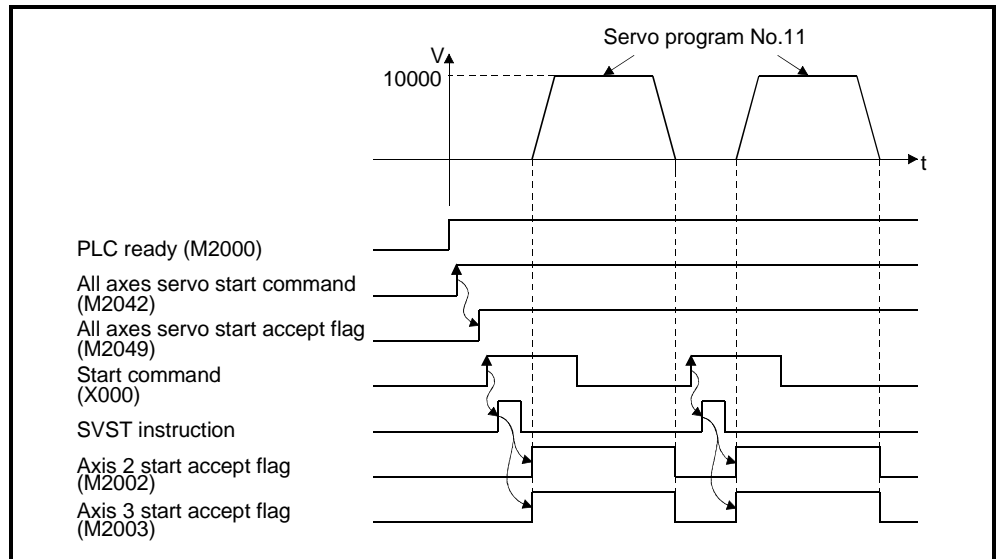 Servo program No.11
V
10000
t
PLC ready (M2000)
All axes servo start command
(M2042)
All axes servo start accept flag
(M2049)
Start command
(X000)
SVST instruction
Axis 2 start accept flag
(M2002)
Axis 3 start accept flag
(M2003)